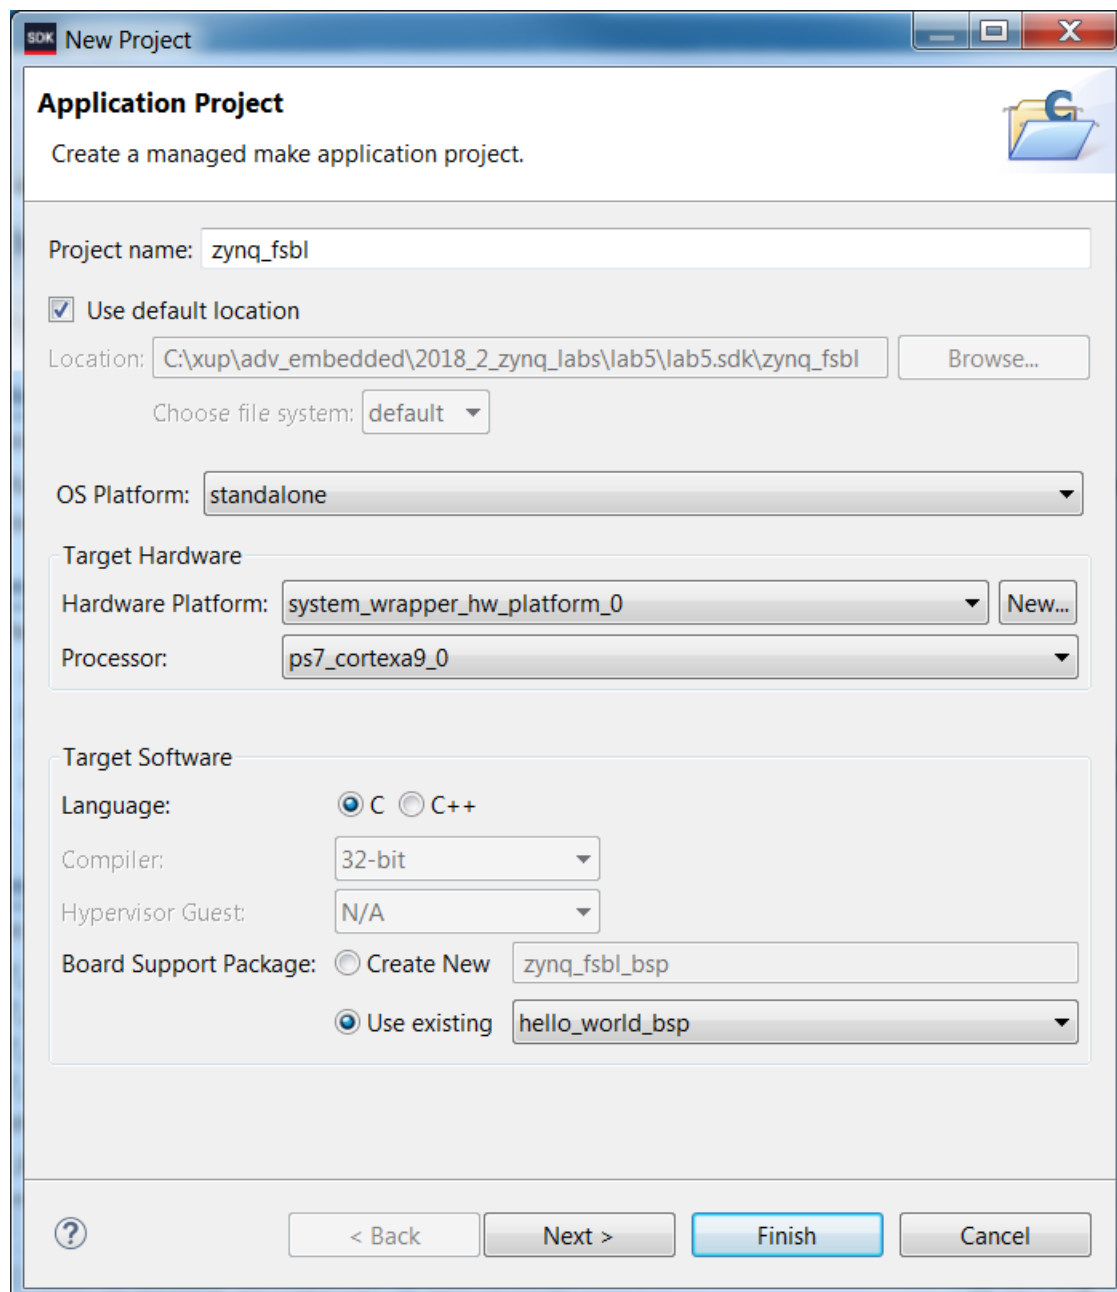 SDK New Project
Application Project
Create a managed make application project.
Project name: zynq_fsbl
Use default location
Location: C:\xup\adv_embedded\2018_2_zynq_labs\lab5\lab5.sdk\zynq_fsbl Browse...
Choose file system: default
OS Platform: standalone
Target Hardware
Hardware Platform: system_wrapper_hw_platform_0 New...
Processor: ps7_cortexa9_0
Target Software
Language: C C++
Compiler: 32-bit
Hypervisor Guest: N/A
Board Support Package: Create New zynq_fsbl_bsp
Use existing hello_world_bsp
? < Back Next > Finish Cancel